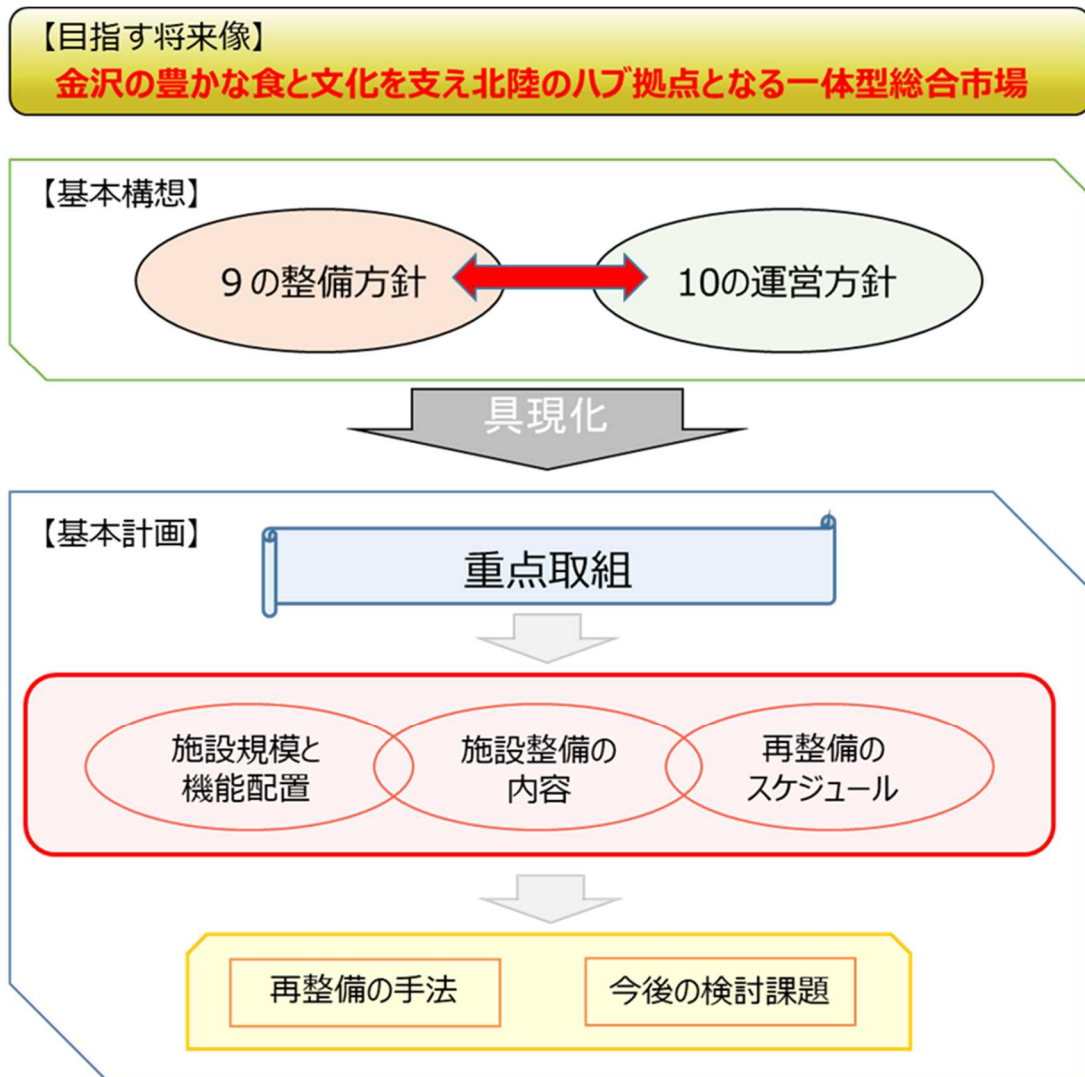 【目指す将来像】
金沢の豊かな食と文化を支え北陸のハブ拠点となる一体型総合市場
【基本構想】
９の整備方針
10の運営方針
具現化
【基本計画】
重点取組
施設規模と
機能配置
施設整備の
内容
再整備の
スケジュール
再整備の手法
今後の検討課題